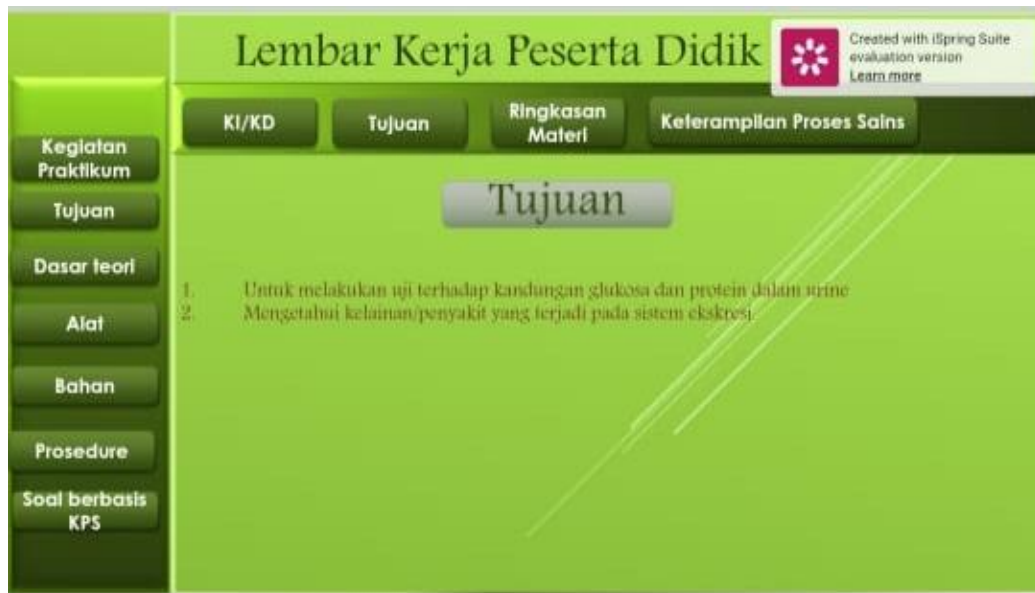 Lembar Kerja Peserta Didik
Created with iSpring Suite
evaluation version
Learn more
KI/KD
Tujuan
Ringkasan
Materi
Keterampilan Proses Sains
Kegiatan
Praktikum
Tujuan
Dasar teori
Alat
Bahan
Prosedure
Soal berbasis
KPS
Tujuan
1. Untuk melakukan uji terhadap kandungan glukosa dan protein dalam urine
2. Mengetahui kelainan/penyakit yang terjadi pada sistem ekskresi.